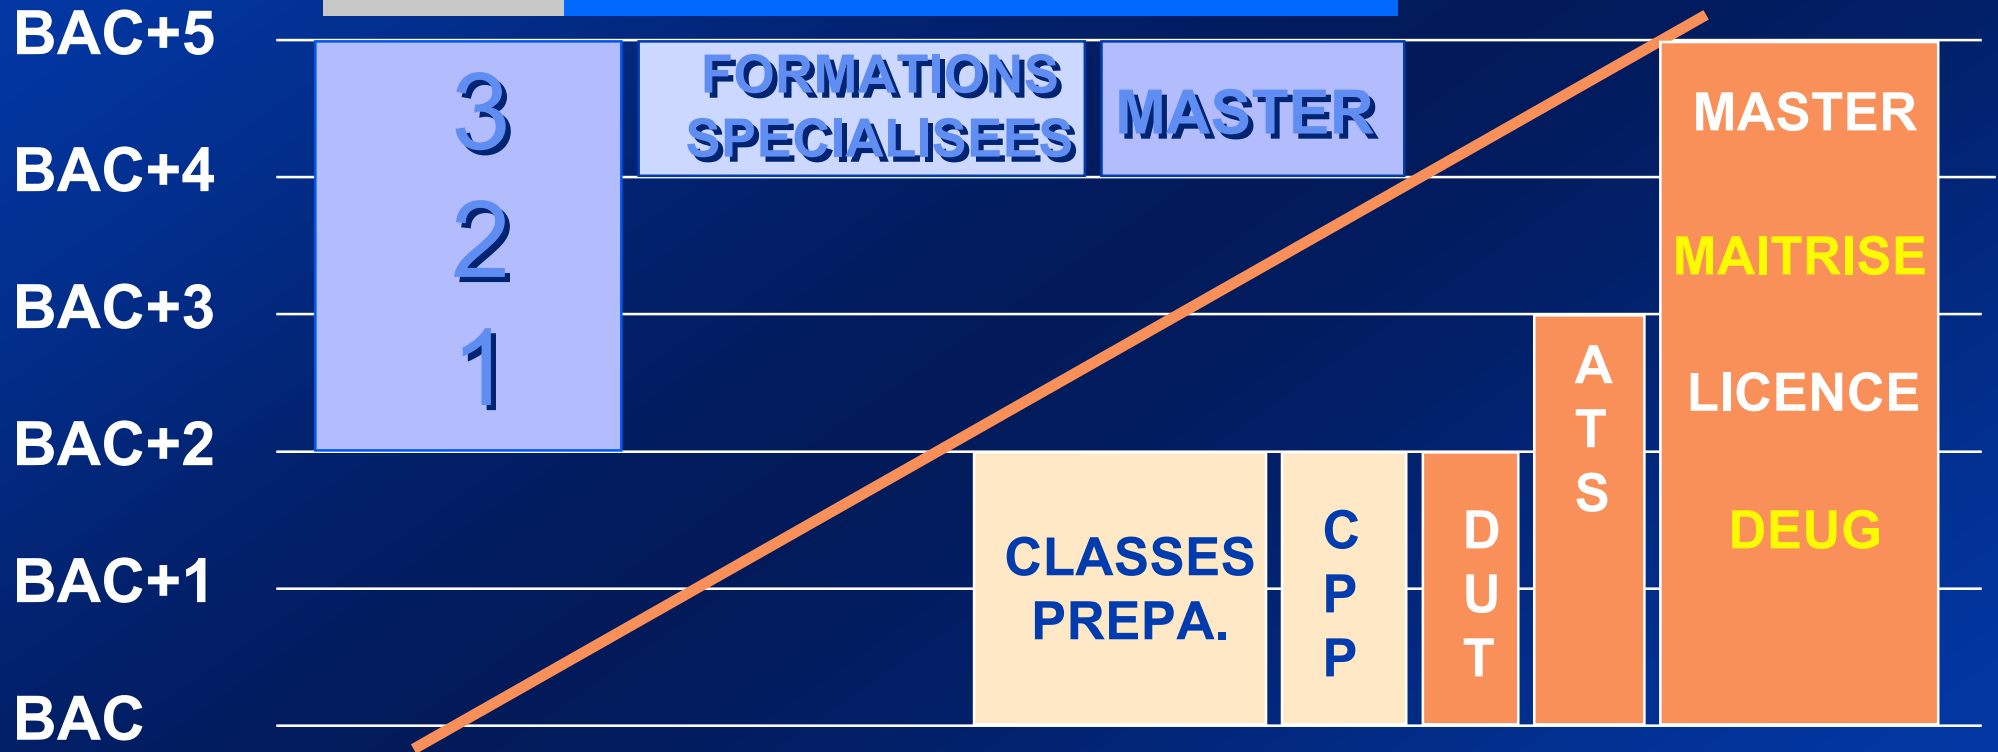 BAC+5
BAC+4
BAC+3
BAC+2
BAC+1
BAC
3
2
1
FORMATIONS
SPECIALISEES
MASTER
CLASSES
PREPA.
C
P
P
D
U
T
A
T
S
MASTER
MAITRISE
LICENCE
DEUG